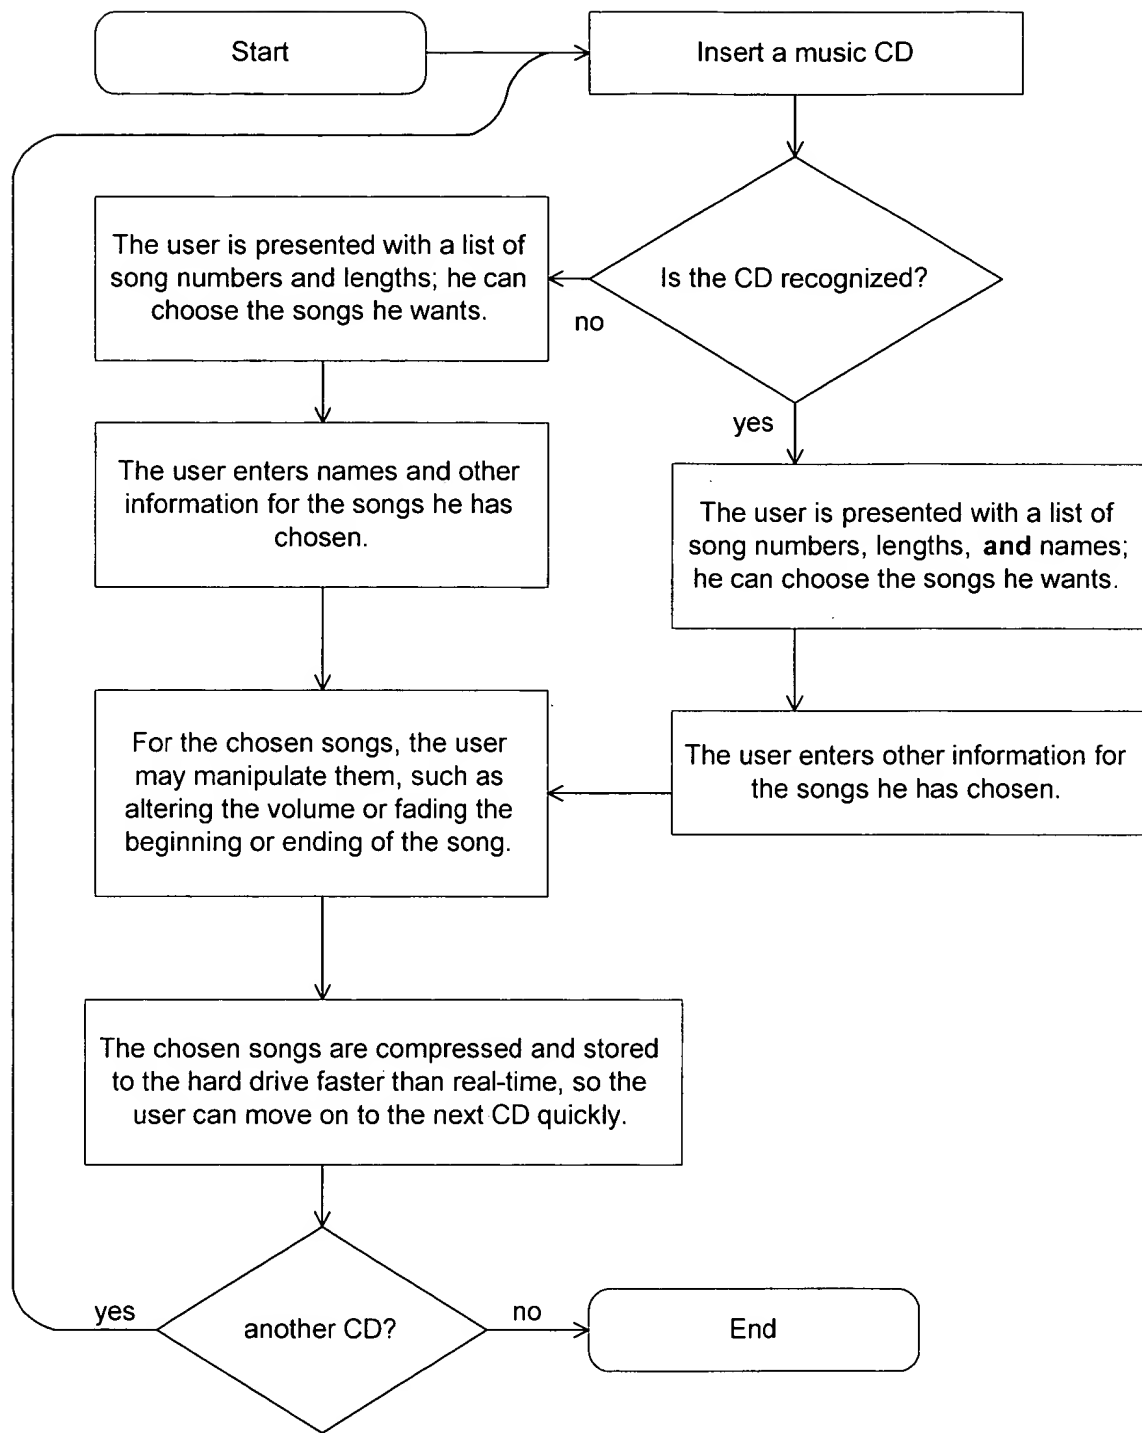 Start
Insert a music CD
Is the CD recognized?
no
yes
The user is presented with a list of
song numbers and lengths; he can
choose the songs he wants.
The user enters names and other
information for the songs he has
chosen.
The user is presented with a list of
song numbers, lengths, and names;
he can choose the songs he wants.
The user enters other information for
the songs he has chosen.
For the chosen songs, the user
may manipulate them, such as
altering the volume or fading the
beginning or ending of the song.
The chosen songs are compressed and stored
to the hard drive faster than real-time, so the
user can move on to the next CD quickly.
another CD?
yes
no
End